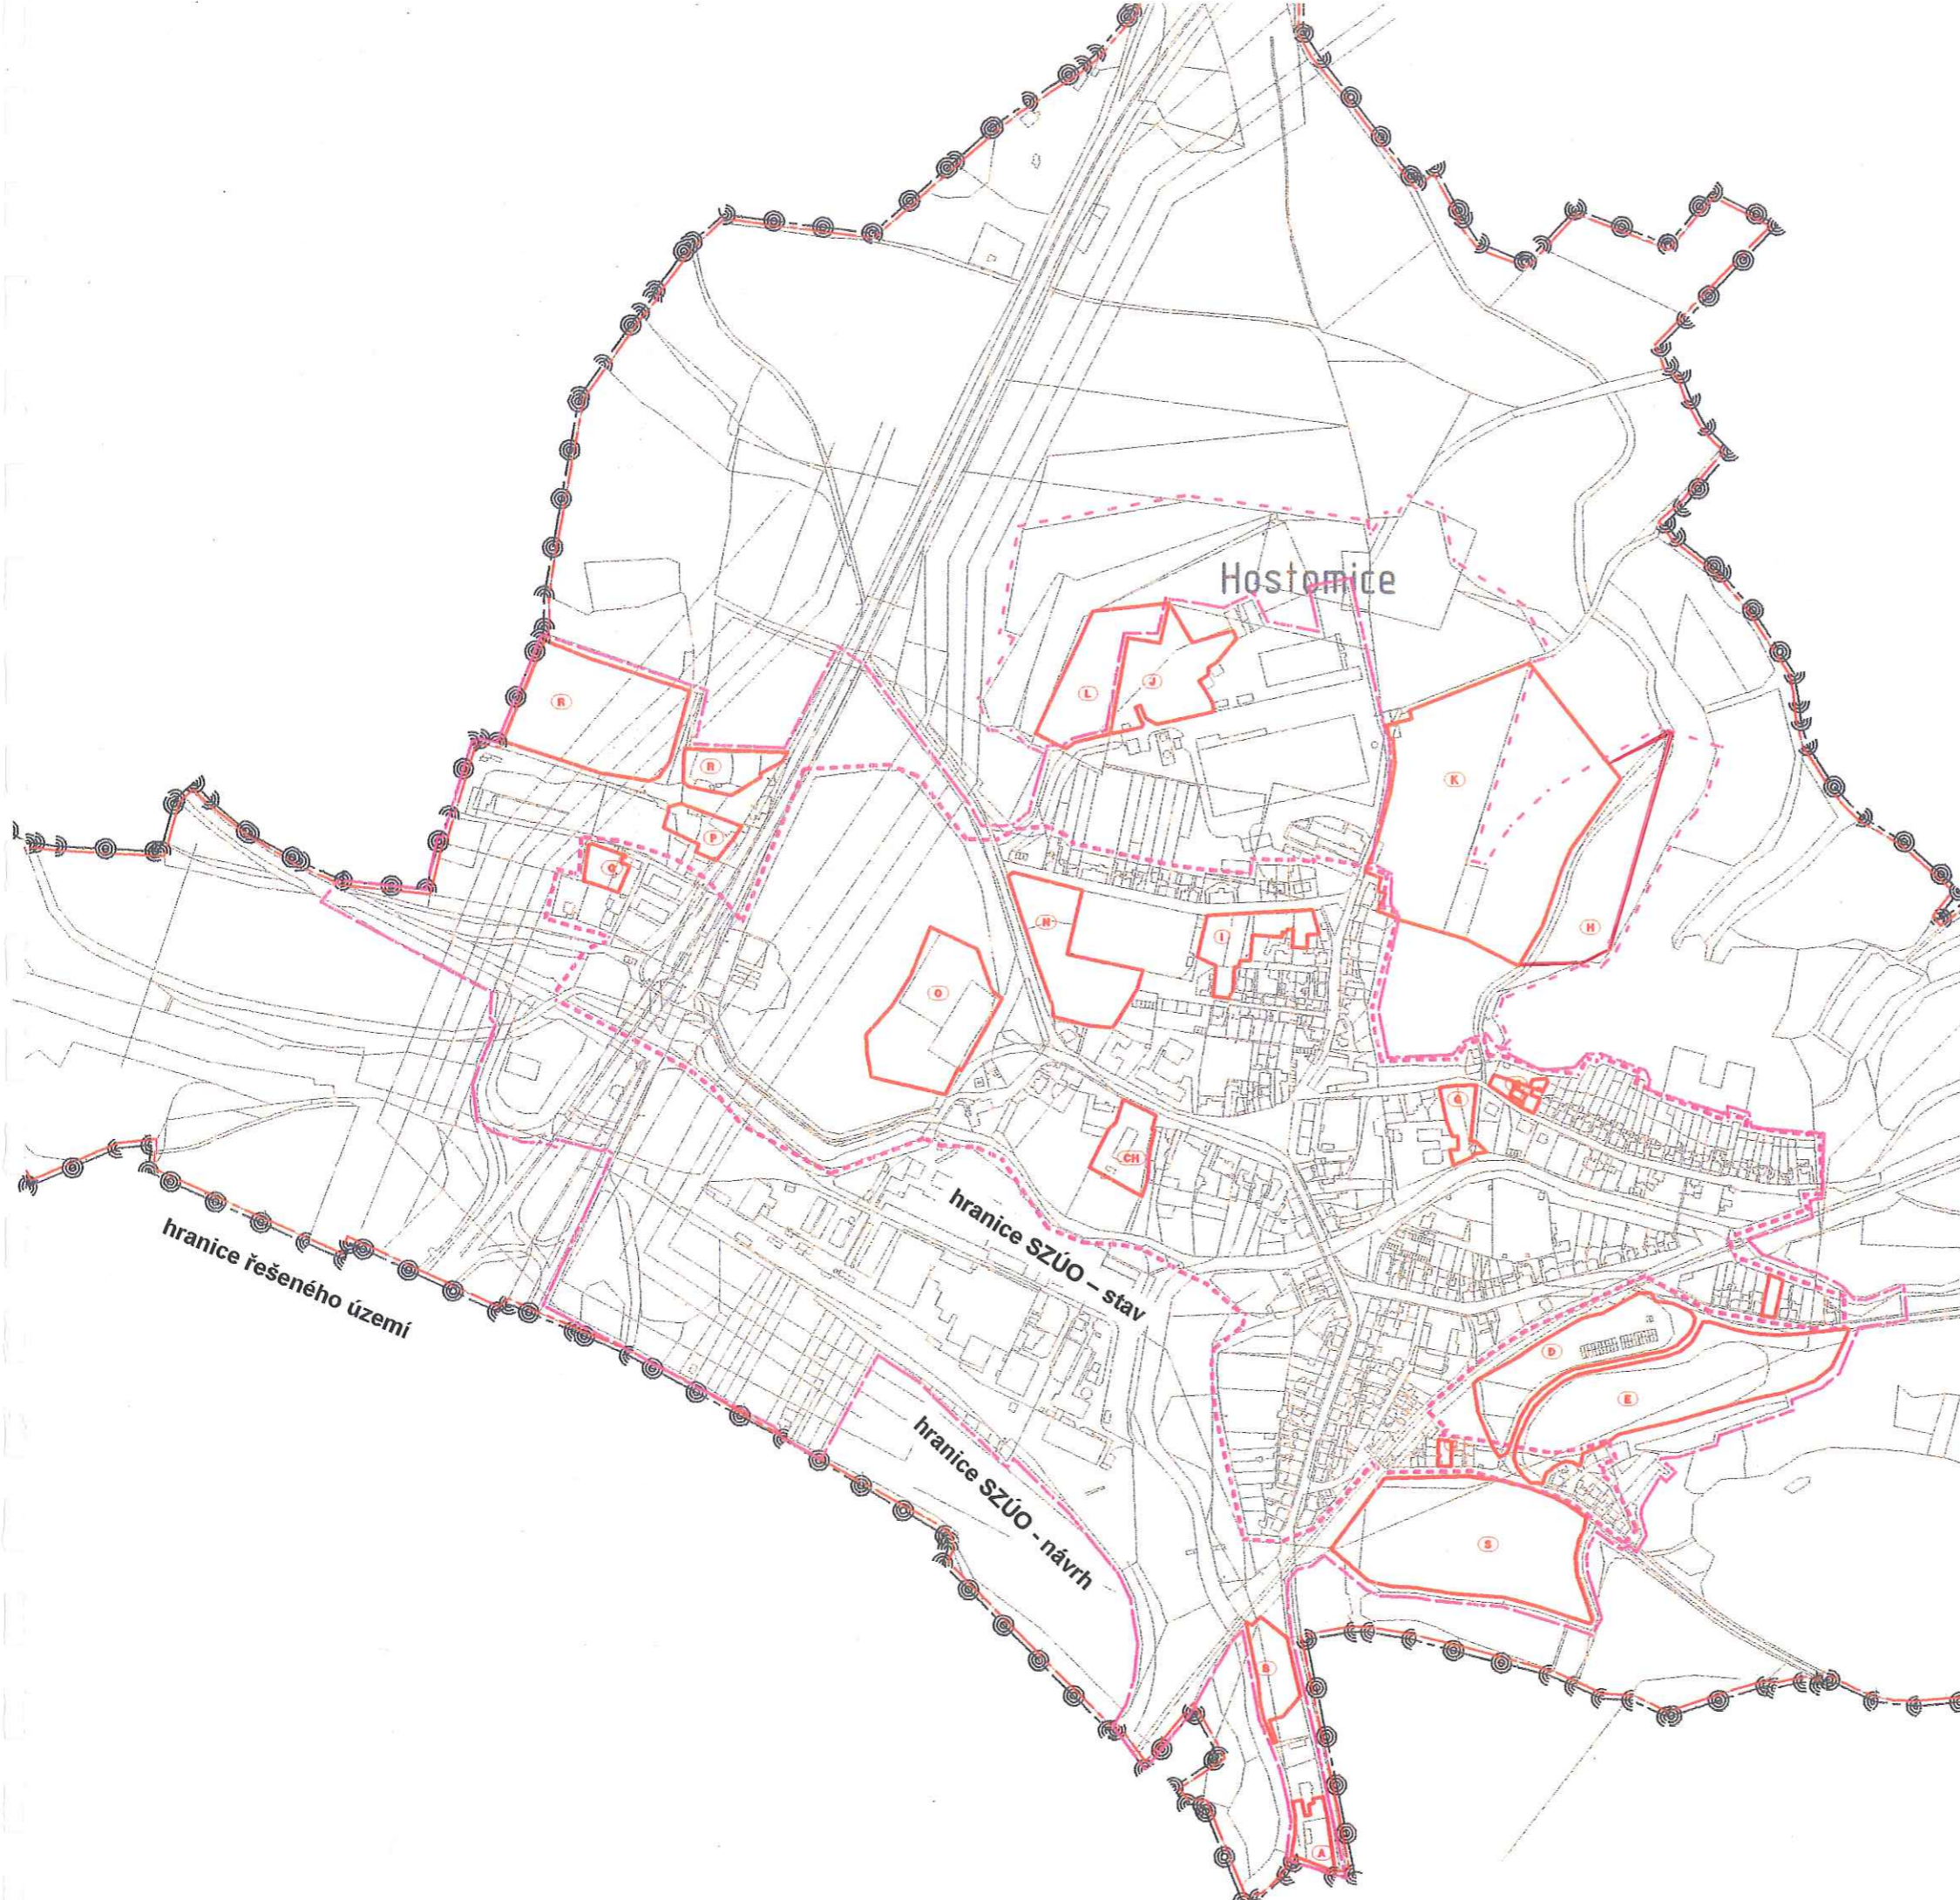 Hostomice
L
J
R
R
K
P
Q
N
I
H
O
G
CH
hranice SZÚO – stav
hranice řešeného území
D
E
hranice SZÚO - návrh
S
B
A